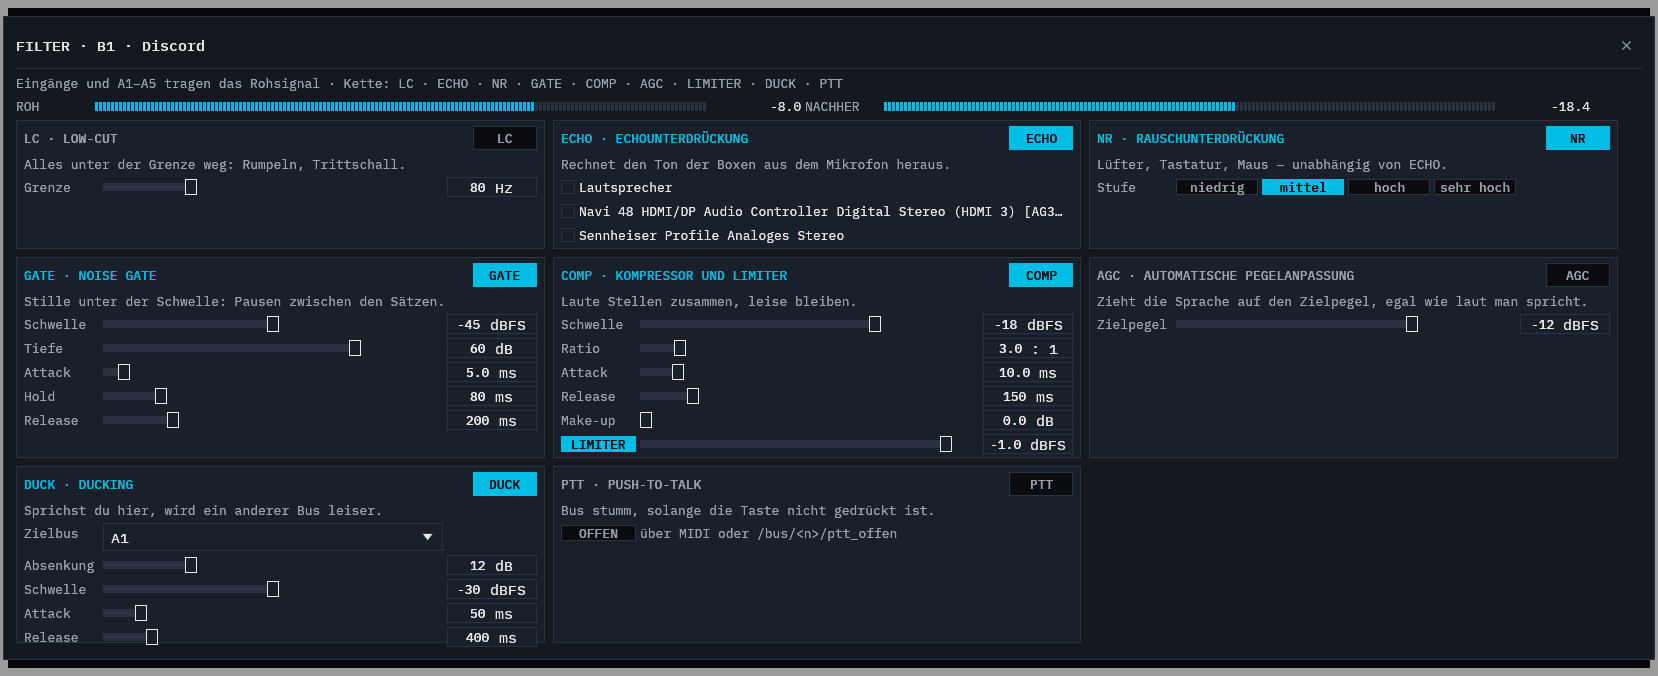 FILTER · B1 · Discord ×
Eingänge und A1–A5 tragen das Rohsignal · Kette: LC · ECHO · NR · GATE · COMP · AGC · LIMITER · DUCK · PTT
ROH -8.0 NACHHER -18.4
LC · LOW-CUT LC
Alles unter der Grenze weg: Rumpeln, Trittschall.
Grenze 80 Hz
ECHO · ECHOUNTERDRÜCKUNG ECHO
Rechnet den Ton der Boxen aus dem Mikrofon heraus.
Lautsprecher
Navi 48 HDMI/DP Audio Controller Digital Stereo (HDMI 3) [AG3…
Sennheiser Profile Analoges Stereo
NR · RAUSCHUNTERDRÜCKUNG NR
Lüfter, Tastatur, Maus – unabhängig von ECHO.
Stufe niedrig mittel hoch sehr hoch
GATE · NOISE GATE GATE
Stille unter der Schwelle: Pausen zwischen den Sätzen.
Schwelle -45 dBFS
Tiefe 60 dB
Attack 5.0 ms
Hold 80 ms
Release 200 ms
COMP · KOMPRESSOR UND LIMITER COMP
Laute Stellen zusammen, leise bleiben.
Schwelle -18 dBFS
Ratio 3.0 : 1
Attack 10.0 ms
Release 150 ms
Make-up 0.0 dB
LIMITER -1.0 dBFS
AGC · AUTOMATISCHE PEGELANPASSUNG AGC
Zieht die Sprache auf den Zielpegel, egal wie laut man spricht.
Zielpegel -12 dBFS
DUCK · DUCKING DUCK
Sprichst du hier, wird ein anderer Bus leiser.
Zielbus A1
Absenkung 12 dB
Schwelle -30 dBFS
Attack 50 ms
Release 400 ms
PTT · PUSH-TO-TALK PTT
Bus stumm, solange die Taste nicht gedrückt ist.
OFFEN über MIDI oder /bus/<n>/ptt_offen